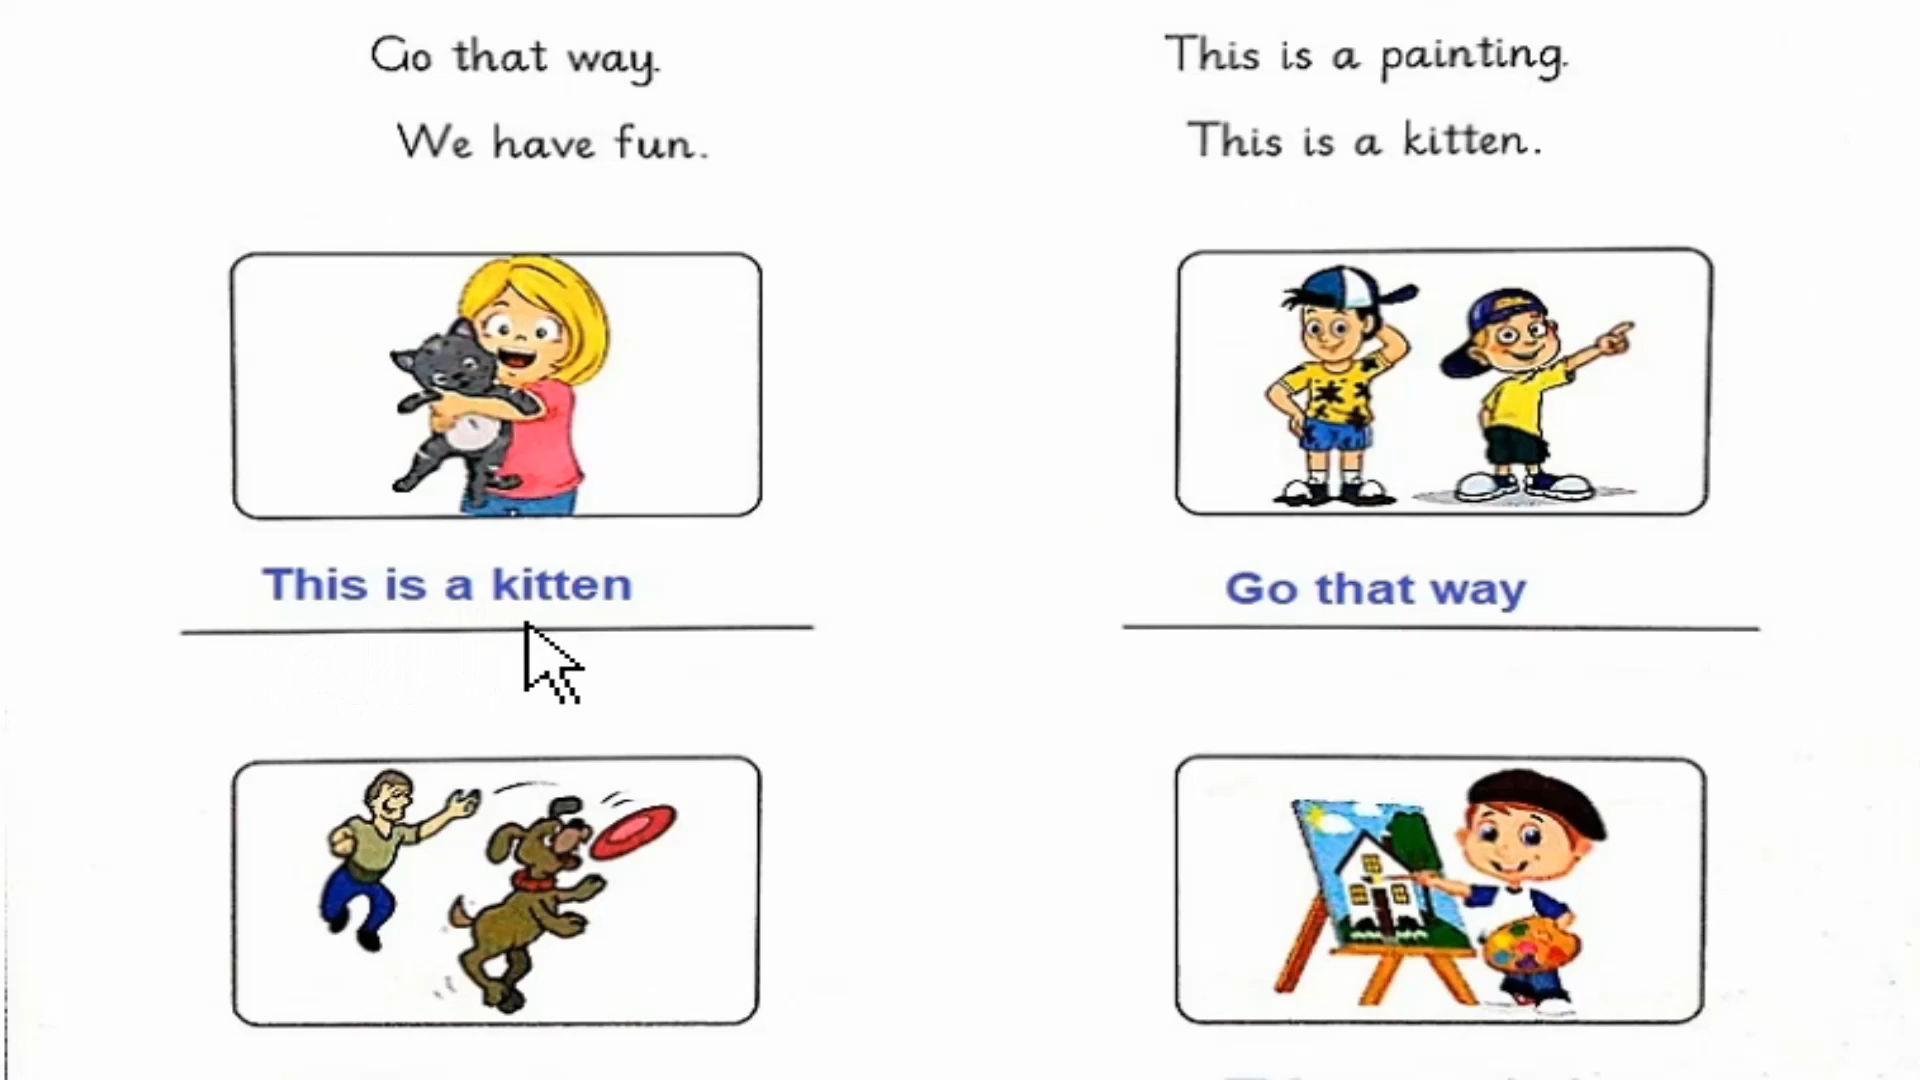 Go that way.
This is a painting.
We have fun.
This is a kitten.
This is a kitten
Go that way